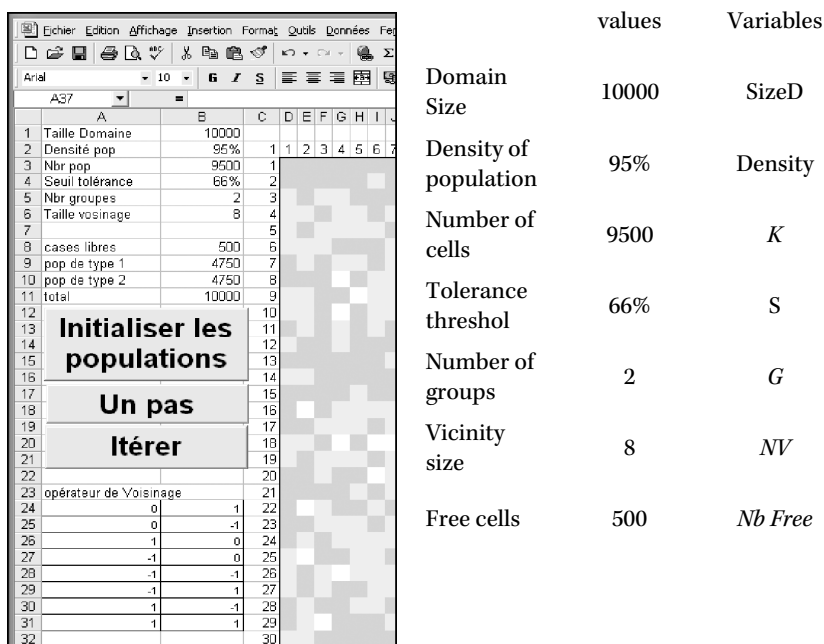 Fichier Edition Affichage Insertion Format Outils Données
Arial 10 G I S
A37 =
A B C D E F G H I
1 Taille Domaine 10000
2 Densité pop 95% 1 1 2 3 4 5 6 7
3 Nbr pop 9500 1
4 Seuil tolérance 66% 2
5 Nbr groupes 2 3
6 Taille vosinage 8 4
7 5
8 cases libres 500 6
9 pop de type 1 4750 7
10 pop de type 2 4750 8
11 total 10000 9
12 10
13 11
14 12
15 13
16 14
17 15
18 16
19 17
20 18
21 19
22 20
Initialiser les
populations
Un pas
Itérer
23 opérateur de Voisinage 21
24 0 1 22
25 0 -1 23
26 1 0 24
27 -1 0 25
28 -1 -1 26
29 -1 1 27
30 1 -1 28
31 1 1 29
32 30
values Variables
Domain
Size 10000 SizeD
Density of
population 95% Density
Number of
cells 9500 K
Tolerance
threshol 66% S
Number of
groups 2 G
Vicinity
size 8 NV
Free cells 500 Nb Free